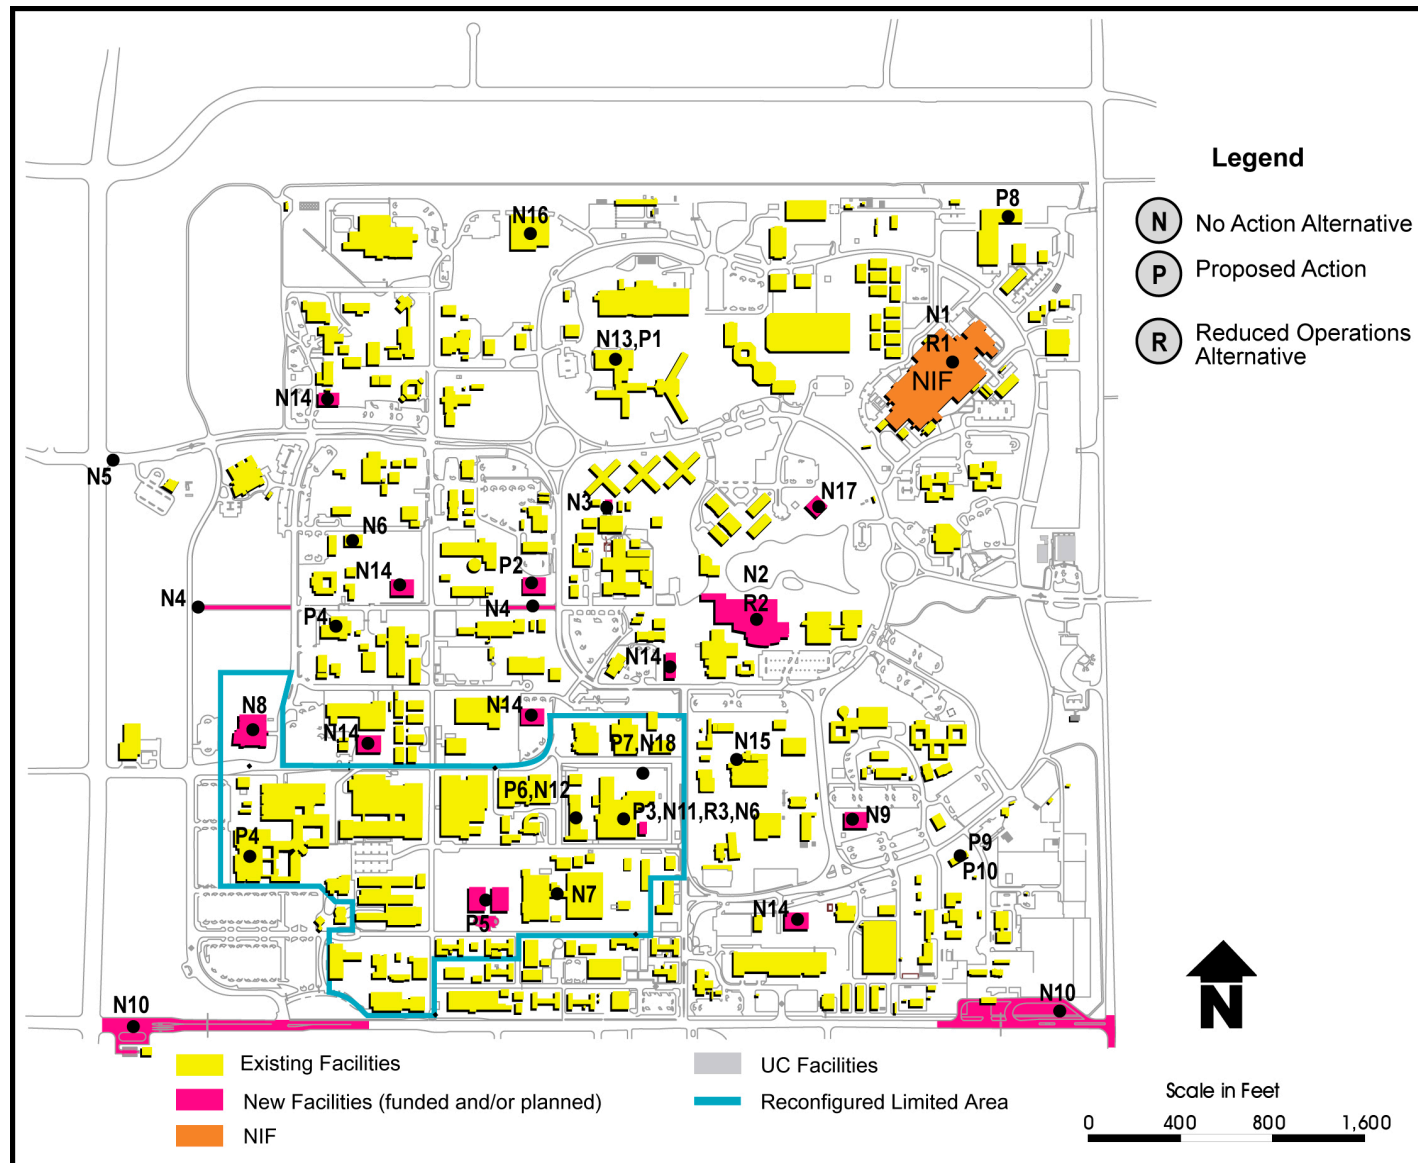 Legend
N No Action Alternative
P Proposed Action
R Reduced Operations
Alternative
P8
N16
N1
N13,P1
R1
NIF
N14
N5
N17
N3
N6
N14
P2
N2
N4
N4
R2
P4
N14
N8
N14
N14
P7,N18
N15
P6,N12
P3,N11,R3,N6
N9
P4
P9
P10
N7
P5
N14
N10
N10
N
Existing Facilities
UC Facilities
New Facilities (funded and/or planned)
Reconfigured Limited Area
NIF
Scale in Feet
0 400 800 1,600